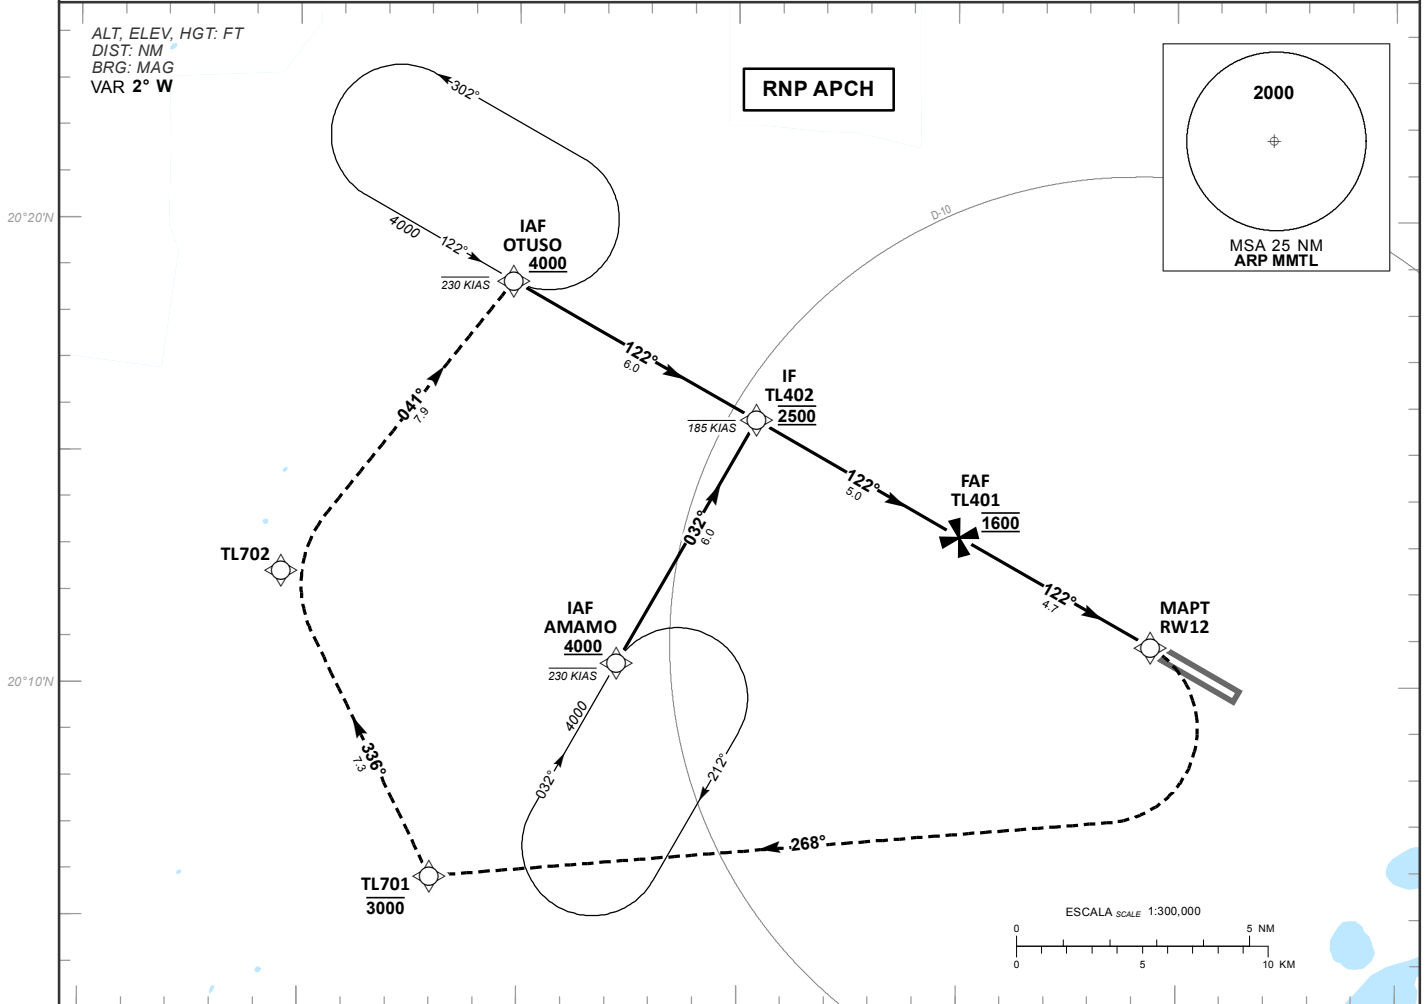 ALT, ELEV, HGT: FT
DIST: NM
BRG: MAG
VAR 2° W
RNP APCH
2000
MSA 25 NM
ARP MMTL
302°
4000
122°
IAF
OTUSO
4000
230 KIAS
D-10
20°20'N
122°
6.0
IF
TL402
2500
185 KIAS
041°
7.9
122°
5.0
FAF
TL401
1600
032°
6.0
TL702
IAF
AMAMO
4000
230 KIAS
122°
4.7
MAPT
RW12
20°10'N
4000
032°
212°
336°
7.3
268°
TL701
3000
ESCALA SCALE 1:300,000
0 5 NM
0 5 10 KM